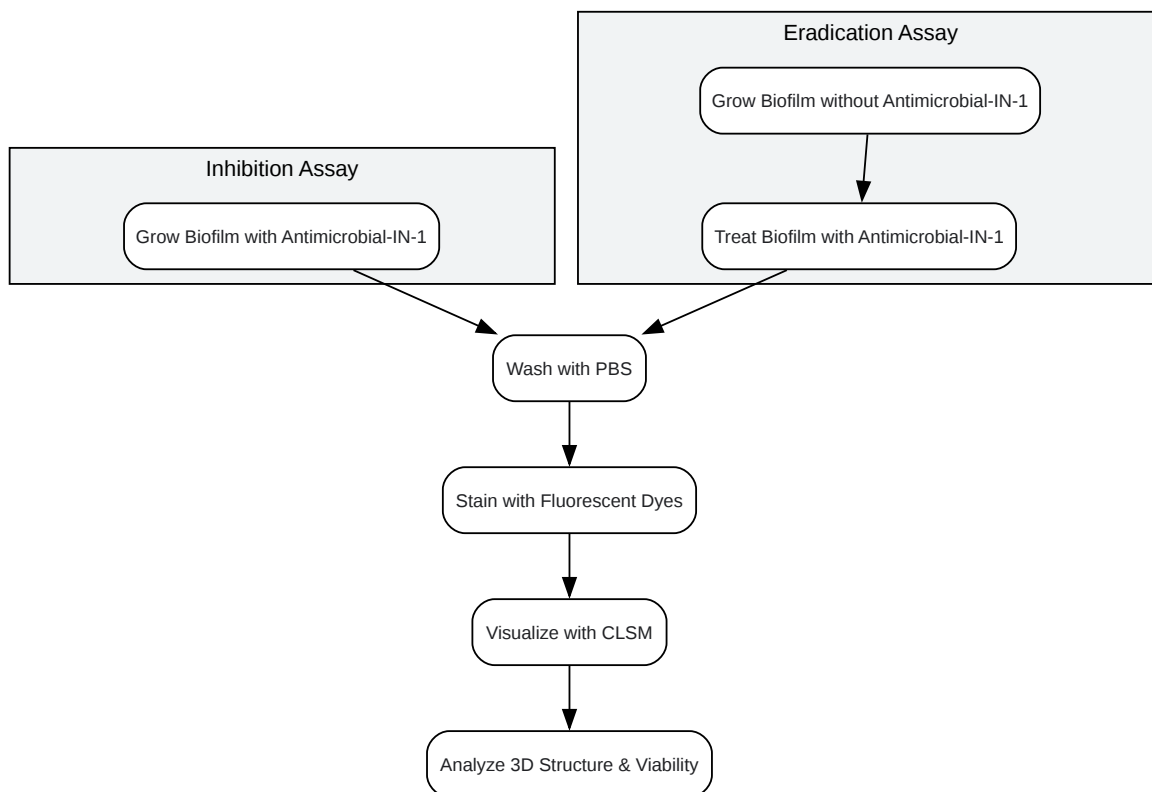 Eradication Assay
Grow Biofilm without Antimicrobial-IN-1
Inhibition Assay
Grow Biofilm with Antimicrobial-IN-1
Treat Biofilm with Antimicrobial-IN-1
Wash with PBS
Stain with Fluorescent Dyes
Visualize with CLSM
Analyze 3D Structure & Viability